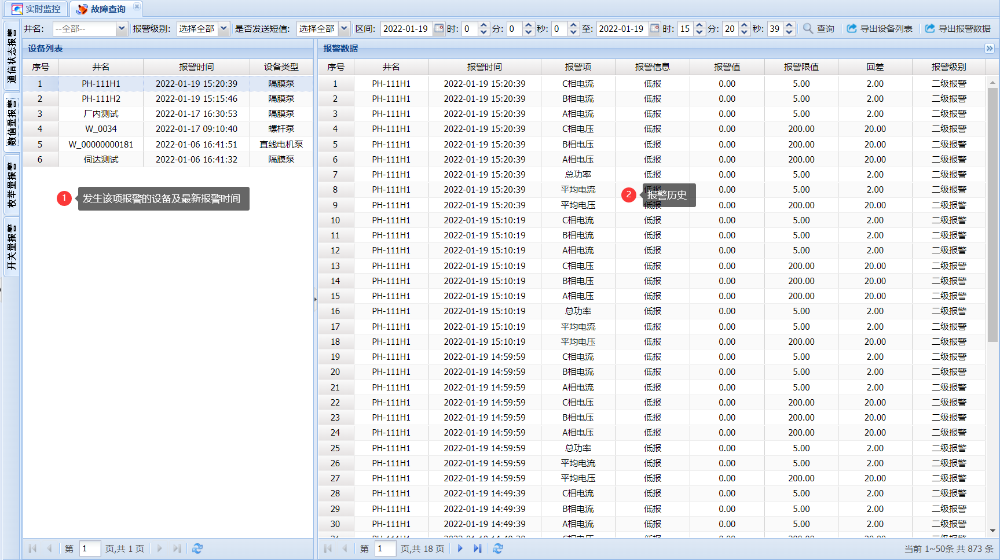 实时监控 故障查询
井名: --全部-- 报警级别: 选择全部 是否发送短信: 选择全部 区间: 2022-01-19 时: 0 分: 0 秒: 0 至: 2022-01-19 时: 15 分: 20 秒: 39 查询 导出设备列表 导出报警数据
通信状态报警
数值量报警
枚举量报警
开关量报警
设备列表
序号 井名 报警时间 设备类型
1 PH-111H1 2022-01-19 15:20:39 隔膜泵
2 PH-111H2 2022-01-19 15:15:46 隔膜泵
3 厂内测试 2022-01-17 16:30:53 隔膜泵
4 W_0034 2022-01-17 09:10:40 螺杆泵
5 W_00000000181 2022-01-06 16:41:51 直线电机泵
6 伺达测试 2022-01-06 16:41:32 隔膜泵
1 发生该项报警的设备及最新报警时间
第 1 页,共 1 页
报警数据
序号 井名 报警时间 报警项 报警信息 报警值 报警限值 回差 报警级别
1 PH-111H1 2022-01-19 15:20:39 C相电流 低报 0.00 5.00 2.00 二级报警
2 PH-111H1 2022-01-19 15:20:39 B相电流 低报 0.00 5.00 2.00 二级报警
3 PH-111H1 2022-01-19 15:20:39 A相电流 低报 0.00 5.00 2.00 二级报警
4 PH-111H1 2022-01-19 15:20:39 C相电压 低报 0.00 200.00 20.00 二级报警
5 PH-111H1 2022-01-19 15:20:39 B相电压 低报 0.00 200.00 20.00 二级报警
6 PH-111H1 2022-01-19 15:20:39 A相电压 低报 0.00 200.00 20.00 二级报警
7 PH-111H1 2022-01-19 15:20:39 总功率 低报 0.00 5.00 2.00 二级报警
8 PH-111H1 2022-01-19 15:20:39 平均电流 低报 0.00 5.00 2.00 二级报警
2 报警历史
9 PH-111H1 2022-01-19 15:20:39 平均电压 低报 0.00 200.00 20.00 二级报警
10 PH-111H1 2022-01-19 15:10:19 C相电流 低报 0.00 5.00 2.00 二级报警
11 PH-111H1 2022-01-19 15:10:19 B相电流 低报 0.00 5.00 2.00 二级报警
12 PH-111H1 2022-01-19 15:10:19 A相电流 低报 0.00 5.00 2.00 二级报警
13 PH-111H1 2022-01-19 15:10:19 C相电压 低报 0.00 200.00 20.00 二级报警
14 PH-111H1 2022-01-19 15:10:19 B相电压 低报 0.00 200.00 20.00 二级报警
15 PH-111H1 2022-01-19 15:10:19 A相电压 低报 0.00 200.00 20.00 二级报警
16 PH-111H1 2022-01-19 15:10:19 总功率 低报 0.00 5.00 2.00 二级报警
17 PH-111H1 2022-01-19 15:10:19 平均电流 低报 0.00 5.00 2.00 二级报警
18 PH-111H1 2022-01-19 15:10:19 平均电压 低报 0.00 200.00 20.00 二级报警
19 PH-111H1 2022-01-19 14:59:59 C相电流 低报 0.00 5.00 2.00 二级报警
20 PH-111H1 2022-01-19 14:59:59 B相电流 低报 0.00 5.00 2.00 二级报警
21 PH-111H1 2022-01-19 14:59:59 A相电流 低报 0.00 5.00 2.00 二级报警
22 PH-111H1 2022-01-19 14:59:59 C相电压 低报 0.00 200.00 20.00 二级报警
23 PH-111H1 2022-01-19 14:59:59 B相电压 低报 0.00 200.00 20.00 二级报警
24 PH-111H1 2022-01-19 14:59:59 A相电压 低报 0.00 200.00 20.00 二级报警
25 PH-111H1 2022-01-19 14:59:59 总功率 低报 0.00 5.00 2.00 二级报警
26 PH-111H1 2022-01-19 14:59:59 平均电流 低报 0.00 5.00 2.00 二级报警
27 PH-111H1 2022-01-19 14:59:59 平均电压 低报 0.00 200.00 20.00 二级报警
28 PH-111H1 2022-01-19 14:49:39 C相电流 低报 0.00 5.00 2.00 二级报警
29 PH-111H1 2022-01-19 14:49:39 B相电流 低报 0.00 5.00 2.00 二级报警
30 PH-111H1 2022-01-19 14:49:39 A相电流 低报 0.00 5.00 2.00 二级报警
第 1 页,共 18 页 当前 1~50条 共 873 条